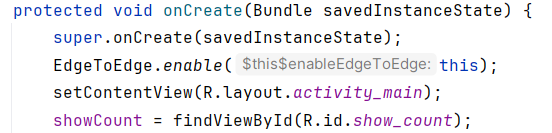 protected void onCreate(Bundle savedInstanceState) {
super.onCreate(savedInstanceState);
EdgeToEdge.enable( $this$enableEdgeToEdge: this);
setContentView(R.layout.activity_main);
showCount = findViewById(R.id.show_count);